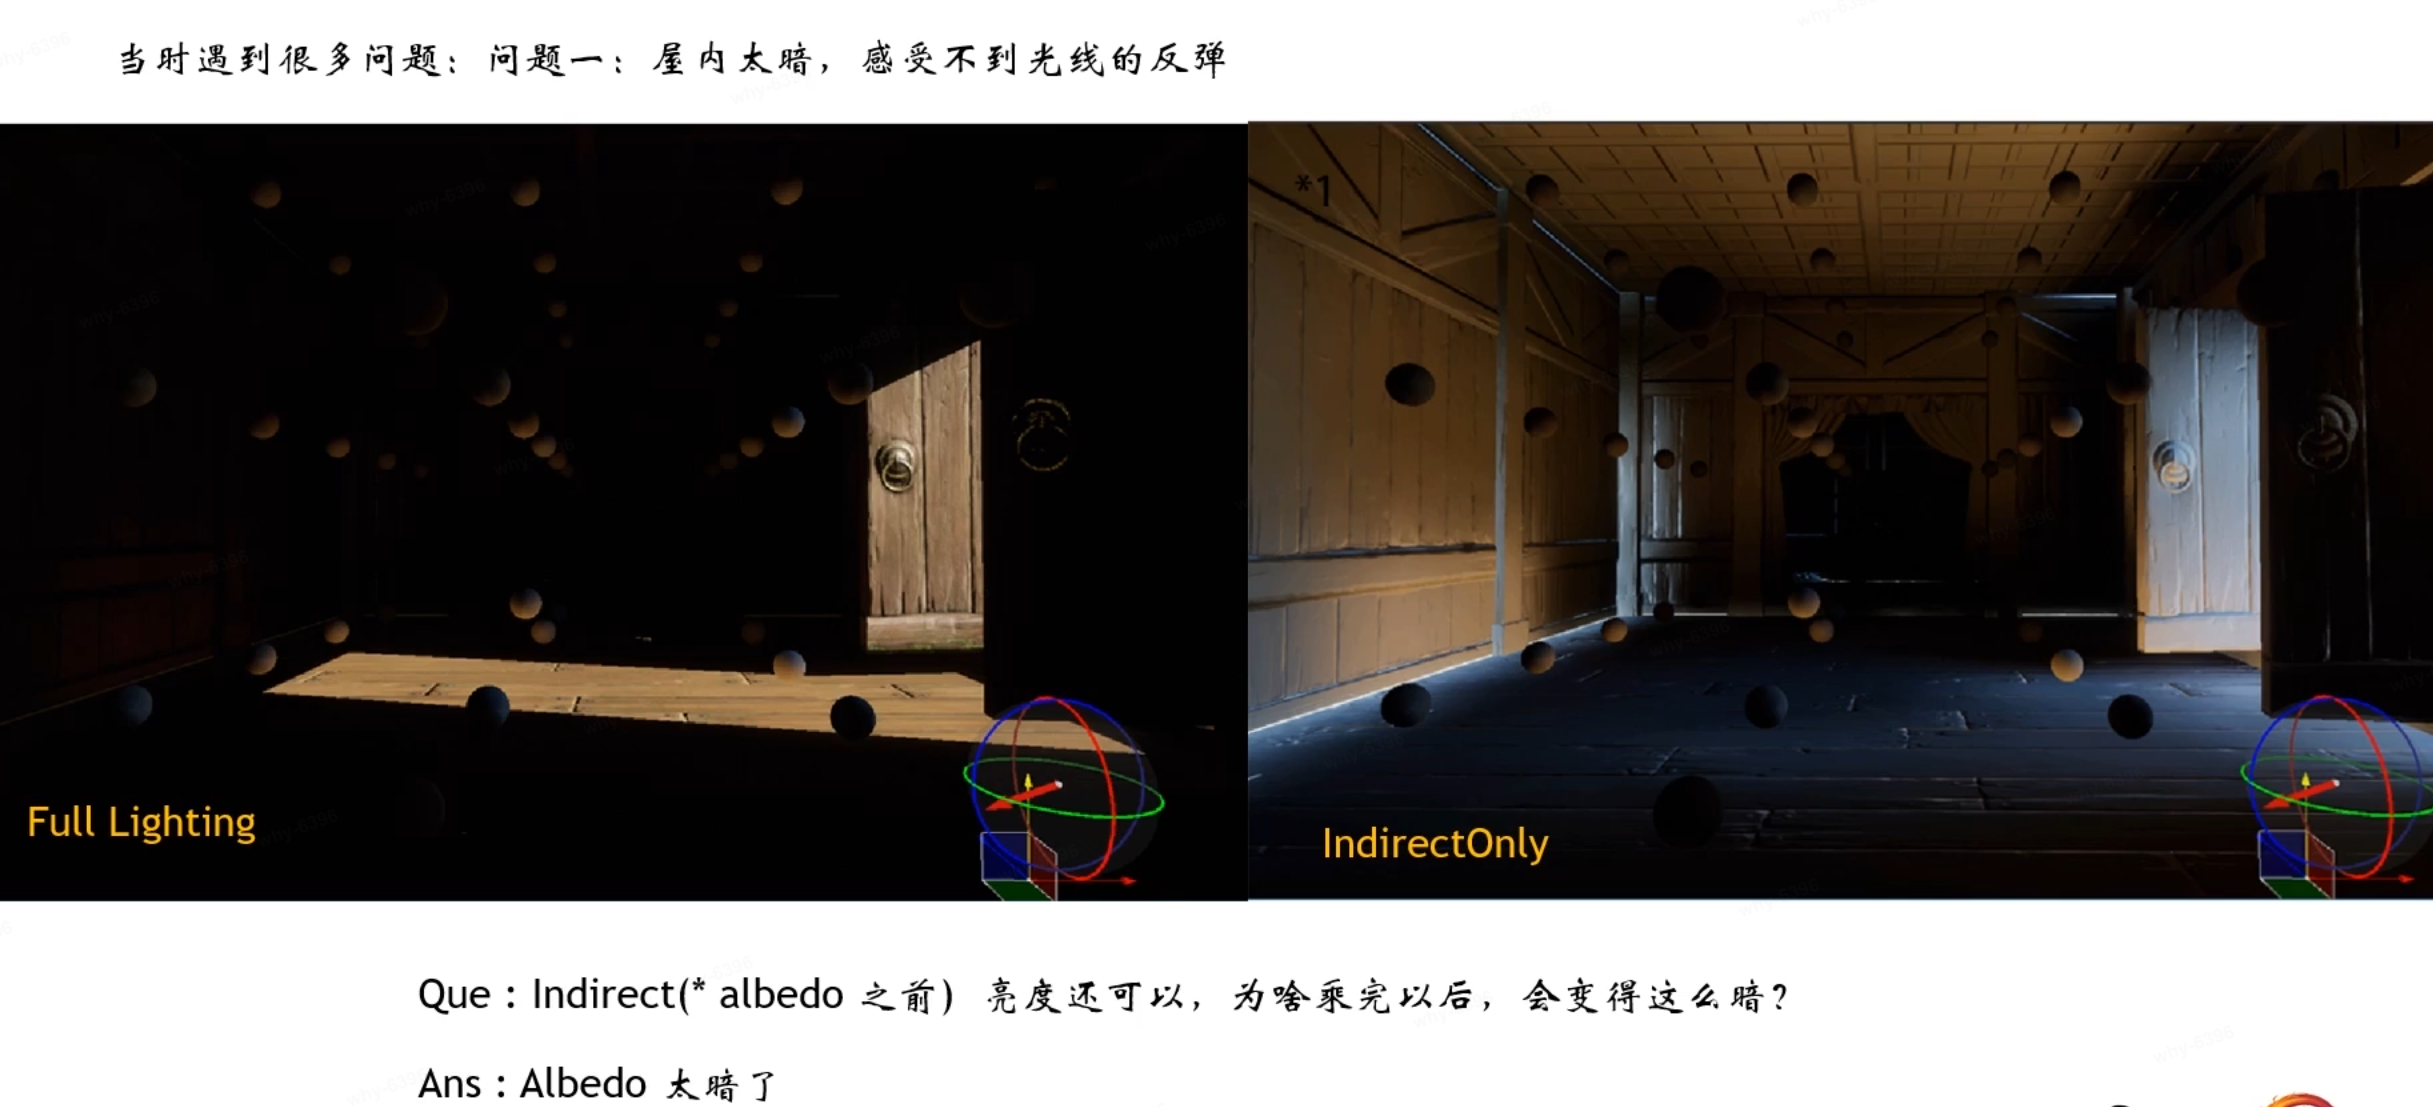 当时遇到很多问题：问题一：屋内太暗，感受不到光线的反弹
*1
Full Lighting
IndirectOnly
Que : Indirect(* albedo 之前) 亮度还可以，为啥乘完以后，会变得这么暗？
Ans : Albedo 太暗了
why-6396